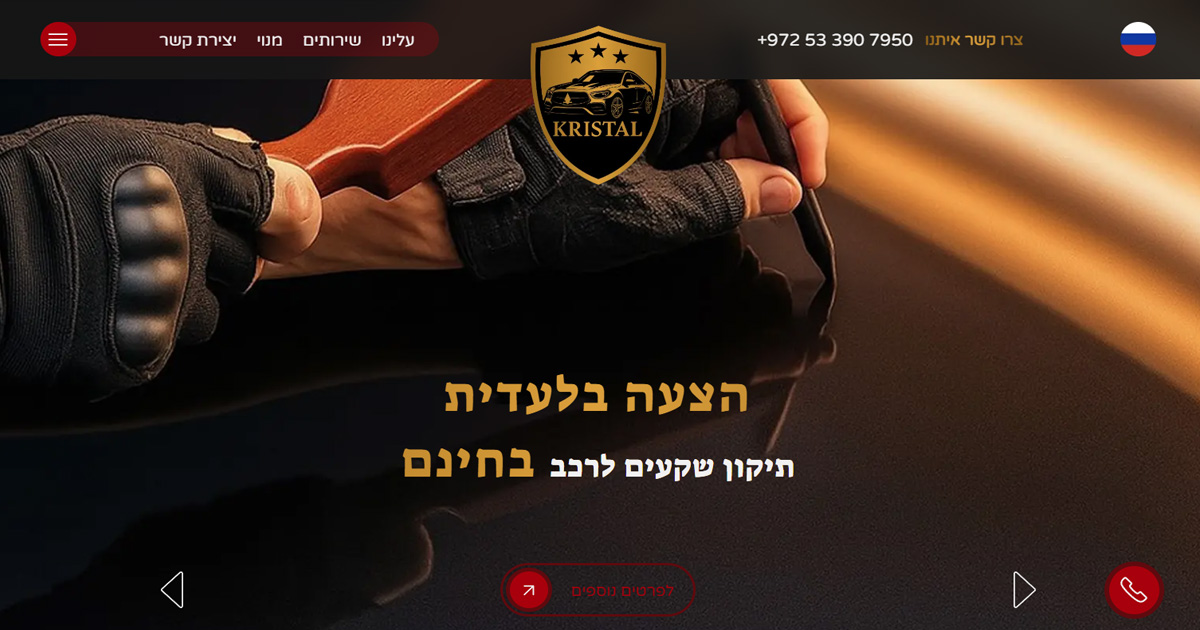 צרו קשר איתנו +972 53 390 7950
עלינו שירותים מנוי יצירת קשר
KRISTAL
הצעה בלעדית
תיקון שקעים לרכב בחינם
לפרטים נוספים